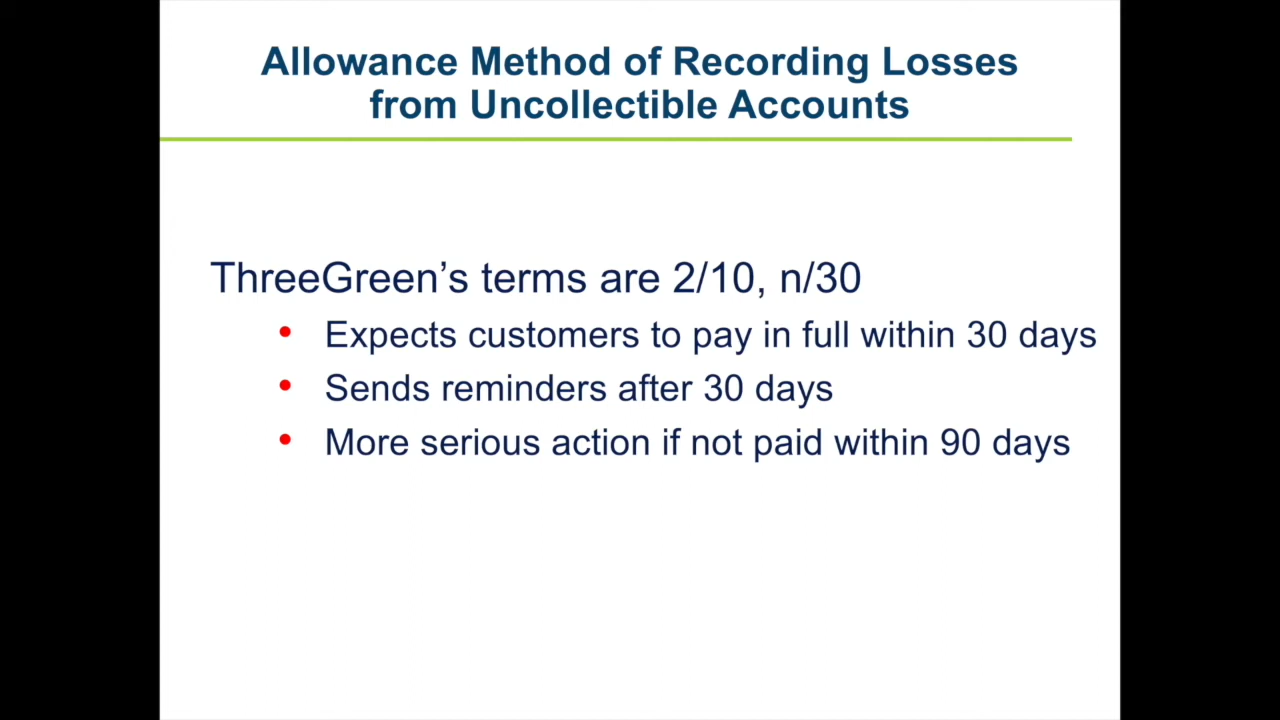 Allowance Method of Recording Losses
from Uncollectible Accounts
ThreeGreen’s terms are 2/10, n/30
• Expects customers to pay in full within 30 days
• Sends reminders after 30 days
• More serious action if not paid within 90 days